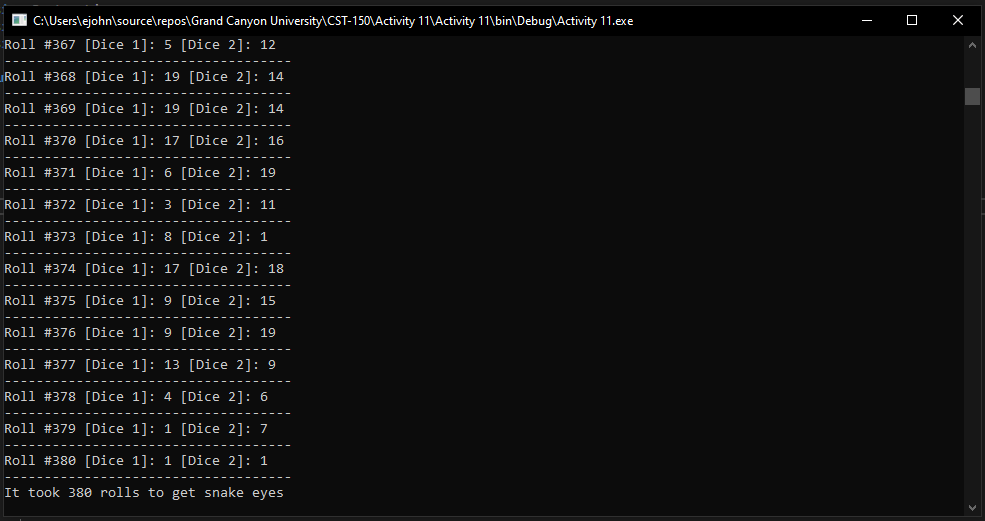 C:\Users\ejohn\source\repos\Grand Canyon University\CST-150\Activity 11\Activity 11\bin\Debug\Activity 11.exe
Roll #367 [Dice 1]: 5 [Dice 2]: 12
------------------------------------
Roll #368 [Dice 1]: 19 [Dice 2]: 14
------------------------------------
Roll #369 [Dice 1]: 19 [Dice 2]: 14
------------------------------------
Roll #370 [Dice 1]: 17 [Dice 2]: 16
------------------------------------
Roll #371 [Dice 1]: 6 [Dice 2]: 19
------------------------------------
Roll #372 [Dice 1]: 3 [Dice 2]: 11
------------------------------------
Roll #373 [Dice 1]: 8 [Dice 2]: 1
------------------------------------
Roll #374 [Dice 1]: 17 [Dice 2]: 18
------------------------------------
Roll #375 [Dice 1]: 9 [Dice 2]: 15
------------------------------------
Roll #376 [Dice 1]: 9 [Dice 2]: 19
------------------------------------
Roll #377 [Dice 1]: 13 [Dice 2]: 9
------------------------------------
Roll #378 [Dice 1]: 4 [Dice 2]: 6
------------------------------------
Roll #379 [Dice 1]: 1 [Dice 2]: 7
------------------------------------
Roll #380 [Dice 1]: 1 [Dice 2]: 1
------------------------------------
It took 380 rolls to get snake eyes